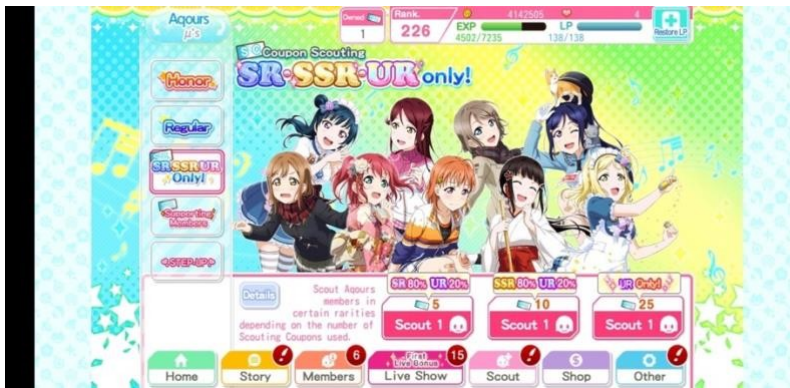 Aqours
μ's
Owned
1
Rank.
226
4142505
4
EXP
4502/7235
LP
138/138
Restore LP
Honor
Regular
SR SSR UR
Only!
Supporting
Members
STEP-UP
Coupon Scouting
SR・SSR・UR only!
Details
Scout Aqours
members in
certain rarities
depending on the number of
Scouting Coupons used.
SR 80% UR 20%
5
Scout 1
SSR 80% UR 20%
10
Scout 1
UR Only!
25
Scout 1
Home
Story
6
Members
First
Live Bonus
15
Live Show
Scout
Shop
Other